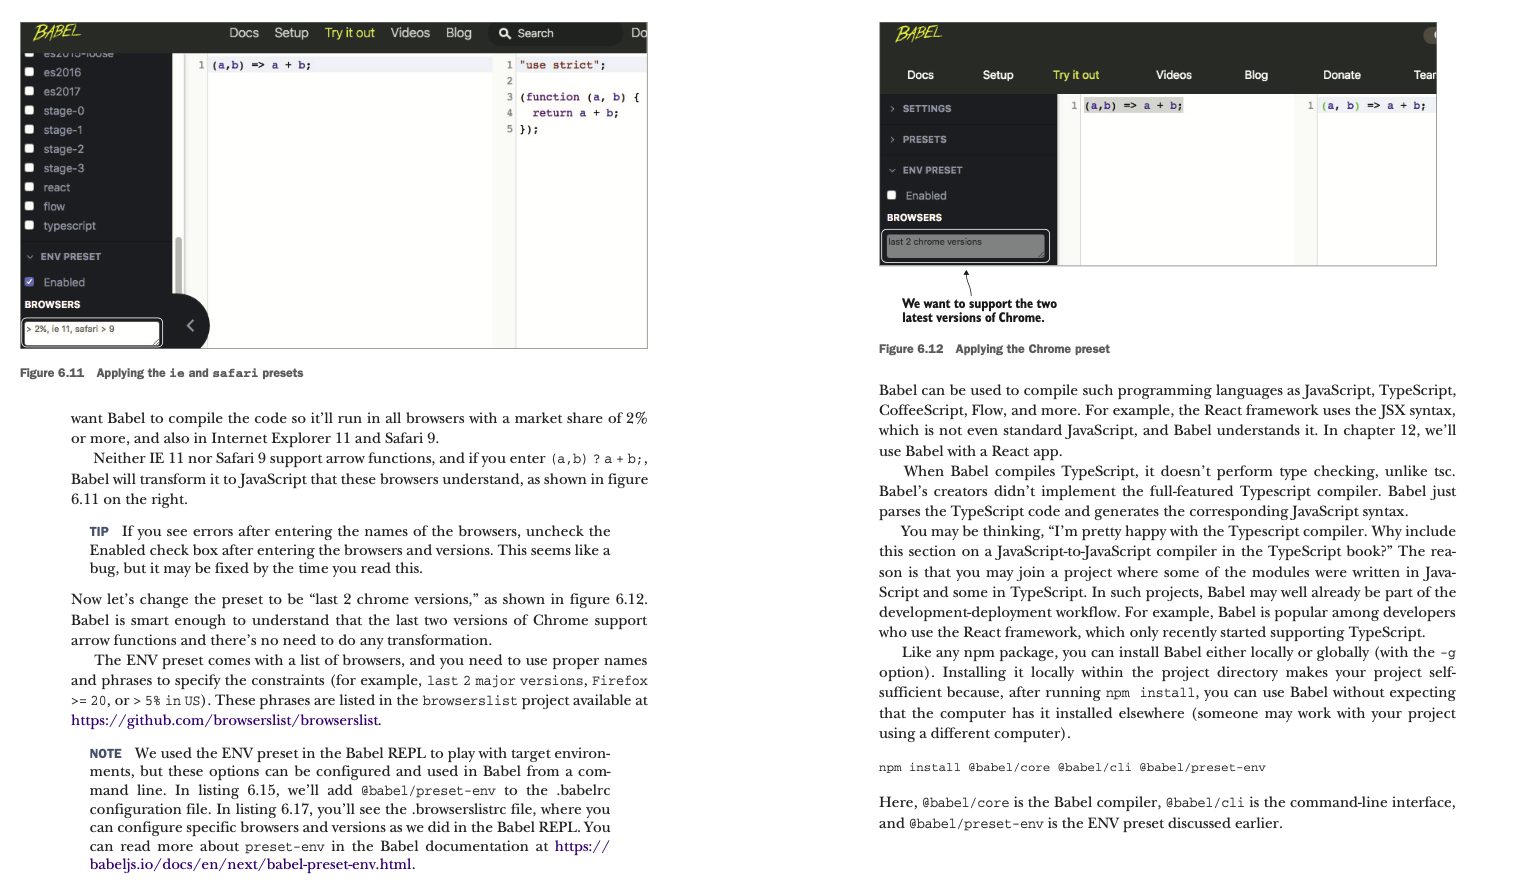 BABEL
Docs Setup Try it out Videos Blog Search Do
es2015-loose
es2016
es2017
stage-0
stage-1
stage-2
stage-3
react
flow
typescript
ENV PRESET
Enabled
BROWSERS
> 2%, ie 11, safari > 9
1 (a,b) => a + b;
1 "use strict";
2
3 (function (a, b) {
4 return a + b;
5 });
Figure 6.11 Applying the ie and safari presets
want Babel to compile the code so it'll run in all browsers with a market share of 2%
or more, and also in Internet Explorer 11 and Safari 9.
Neither IE 11 nor Safari 9 support arrow functions, and if you enter (a,b) ? a + b;,
Babel will transform it to JavaScript that these browsers understand, as shown in figure
6.11 on the right.
TIP If you see errors after entering the names of the browsers, uncheck the
Enabled check box after entering the browsers and versions. This seems like a
bug, but it may be fixed by the time you read this.
Now let's change the preset to be “last 2 chrome versions,” as shown in figure 6.12.
Babel is smart enough to understand that the last two versions of Chrome support
arrow functions and there's no need to do any transformation.
The ENV preset comes with a list of browsers, and you need to use proper names
and phrases to specify the constraints (for example, last 2 major versions, Firefox
>= 20, or > 5% in US). These phrases are listed in the browserslist project available at
https://github.com/browserslist/browserslist.
NOTE We used the ENV preset in the Babel REPL to play with target environ-
ments, but these options can be configured and used in Babel from a com-
mand line. In listing 6.15, we'll add @babel/preset-env to the .babelrc
configuration file. In listing 6.17, you'll see the .browserslistrc file, where you
can configure specific browsers and versions as we did in the Babel REPL. You
can read more about preset-env in the Babel documentation at https://
babeljs.io/docs/en/next/babel-preset-env.html.
BABEL
Docs Setup Try it out Videos Blog Donate Tear
SETTINGS
PRESETS
ENV PRESET
Enabled
BROWSERS
last 2 chrome versions
1 (a,b) => a + b;
1 (a, b) => a + b;
We want to support the two
latest versions of Chrome.
Figure 6.12 Applying the Chrome preset
Babel can be used to compile such programming languages as JavaScript, TypeScript,
CoffeeScript, Flow, and more. For example, the React framework uses the JSX syntax,
which is not even standard JavaScript, and Babel understands it. In chapter 12, we'll
use Babel with a React app.
When Babel compiles TypeScript, it doesn't perform type checking, unlike tsc.
Babel's creators didn't implement the full-featured Typescript compiler. Babel just
parses the TypeScript code and generates the corresponding JavaScript syntax.
You may be thinking, “I'm pretty happy with the Typescript compiler. Why include
this section on a JavaScript-to-JavaScript compiler in the TypeScript book?” The rea-
son is that you may join a project where some of the modules were written in Java-
Script and some in TypeScript. In such projects, Babel may well already be part of the
development-deployment workflow. For example, Babel is popular among developers
who use the React framework, which only recently started supporting TypeScript.
Like any npm package, you can install Babel either locally or globally (with the -g
option). Installing it locally within the project directory makes your project self-
sufficient because, after running npm install, you can use Babel without expecting
that the computer has it installed elsewhere (someone may work with your project
using a different computer).
npm install @babel/core @babel/cli @babel/preset-env
Here, @babel/core is the Babel compiler, @babel/cli is the command-line interface,
and @babel/preset-env is the ENV preset discussed earlier.